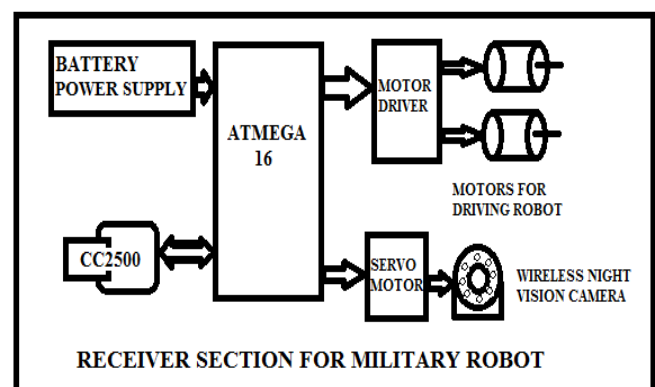 BATTERY
POWER SUPPLY
ATMEGA
16
MOTOR
DRIVER
MOTORS FOR
DRIVING ROBOT
CC2500
SERVO
MOTOR
WIRELESS NIGHT
VISION CAMERA
RECEIVER SECTION FOR MILITARY ROBOT